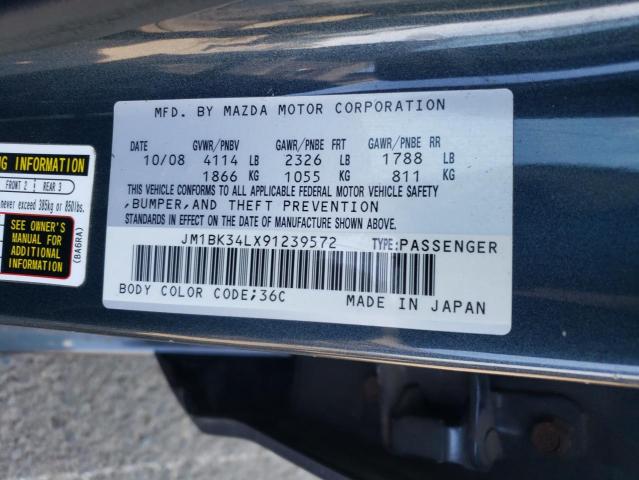 MFD. BY MAZDA MOTOR CORPORATION
DATE GVWR/PNBV GAWR/PNBE FRT GAWR/PNBE RR
10/08 4114 LB 2326 LB 1788 LB
1866 KG 1055 KG 811 KG
THIS VEHICLE CONFORMS TO ALL APPLICABLE FEDERAL MOTOR VEHICLE SAFETY
,BUMPER,AND THEFT PREVENTION
STANDARDS IN EFFECT ON THE DATE OF MANUFACTURE SHOWN ABOVE.
JM1BK34LX91239572 TYPE:PASSENGER
BODY COLOR CODE;36C MADE IN JAPAN
INFORMATION
FRONT 2 REAR 3
never exceed 385kg or 850lbs.
SEE OWNER'S
MANUAL FOR
ADDITIONAL
INFORMATION
(BA6RA)